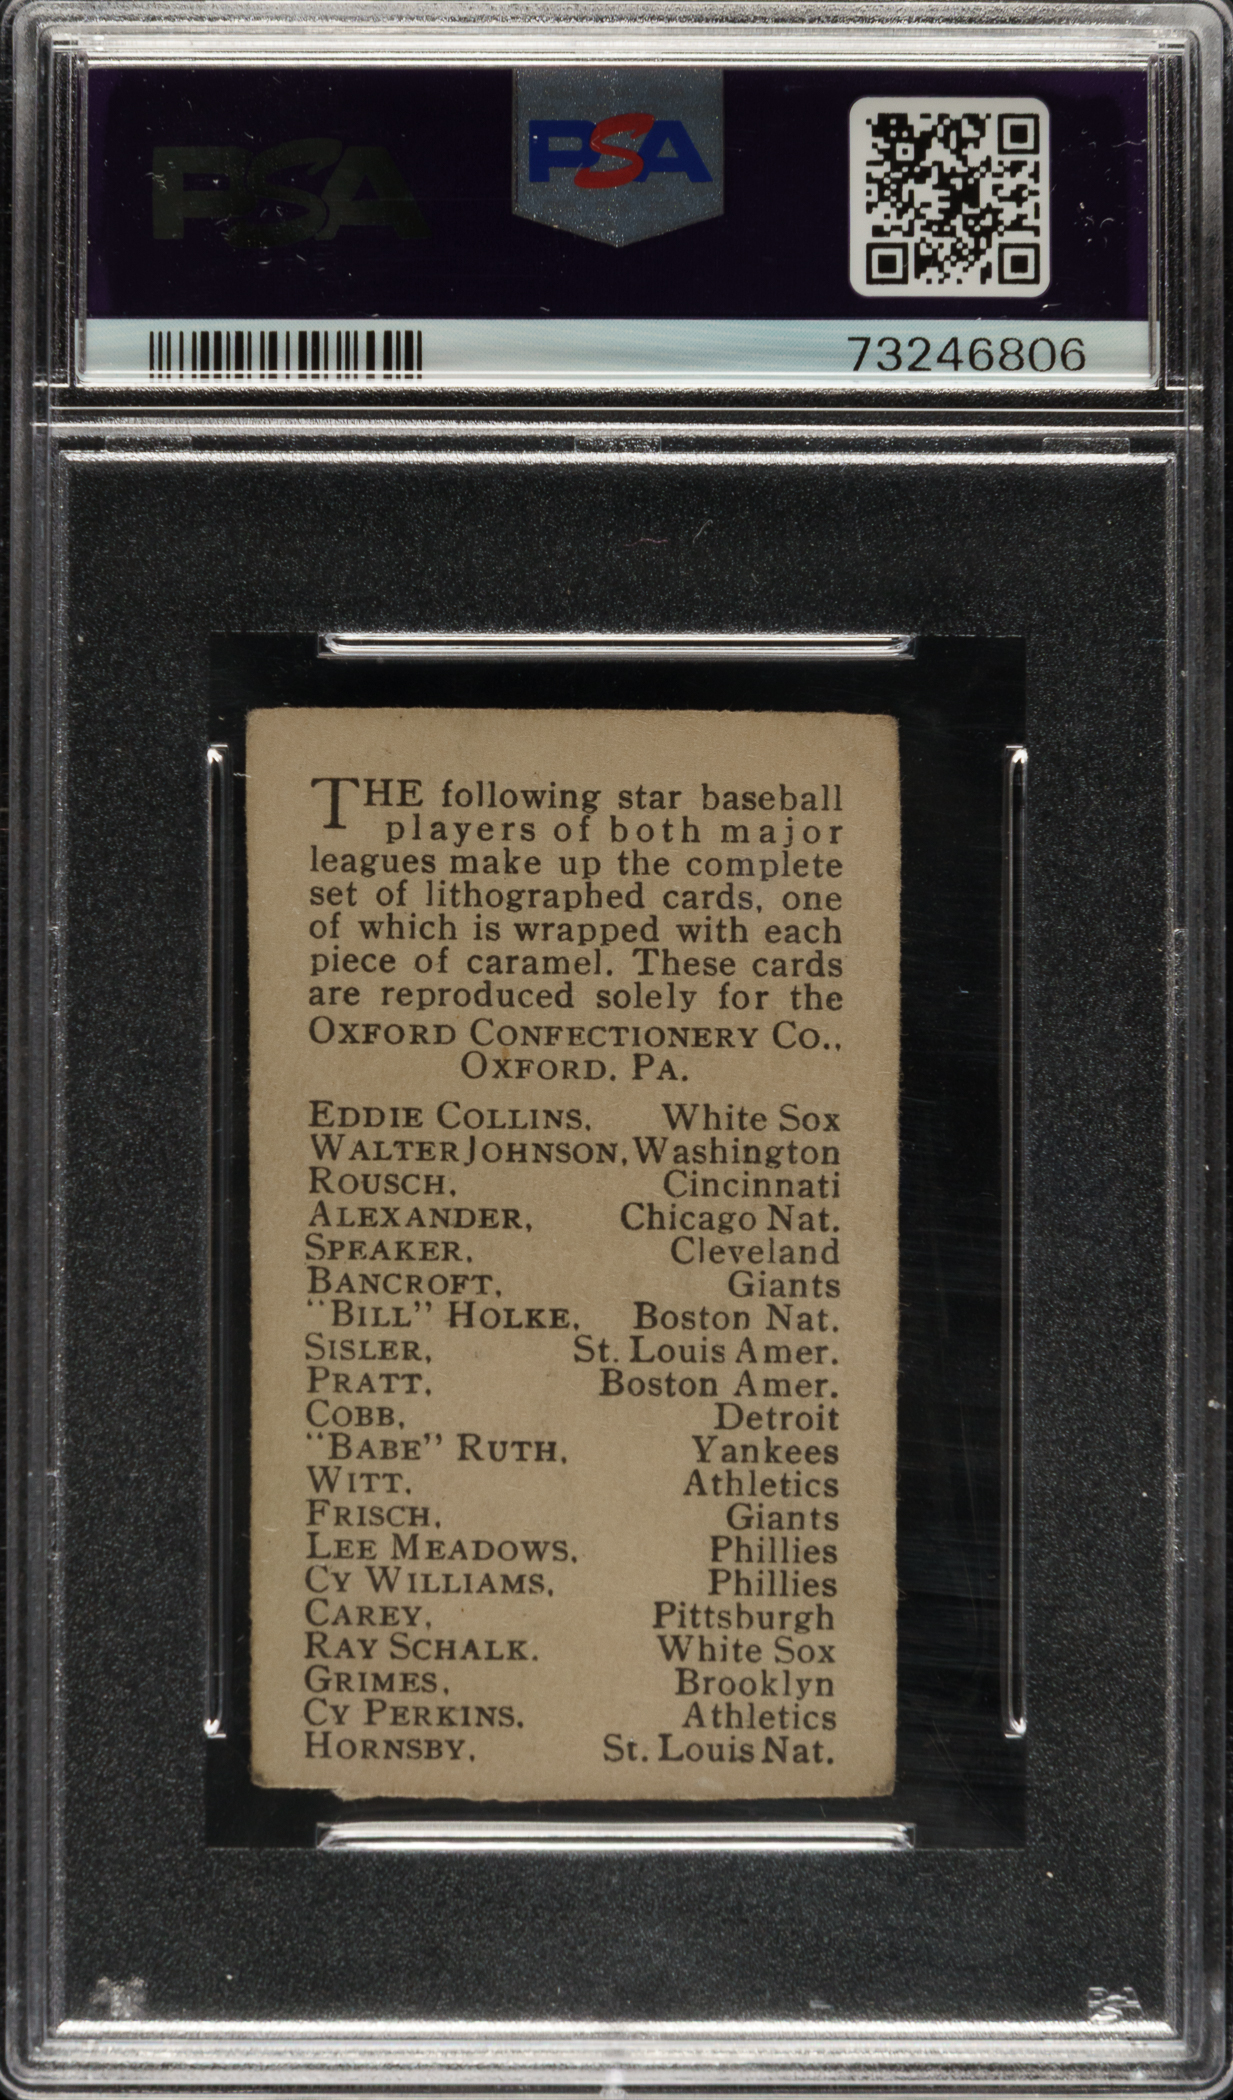 PSA
PSA
73246806
THE following star baseball
players of both major
leagues make up the complete
set of lithographed cards, one
of which is wrapped with each
piece of caramel. These cards
are reproduced solely for the
OXFORD CONFECTIONERY CO.,
OXFORD, PA.
EDDIE COLLINS, White Sox
WALTER JOHNSON, Washington
ROUSCH, Cincinnati
ALEXANDER, Chicago Nat.
SPEAKER, Cleveland
BANCROFT, Giants
"BILL" HOLKE, Boston Nat.
SISLER, St. Louis Amer.
PRATT, Boston Amer.
COBB, Detroit
"BABE" RUTH, Yankees
WITT, Athletics
FRISCH, Giants
LEE MEADOWS, Phillies
CY WILLIAMS, Phillies
CAREY, Pittsburgh
RAY SCHALK. White Sox
GRIMES, Brooklyn
CY PERKINS, Athletics
HORNSBY, St. Louis Nat.
PSA